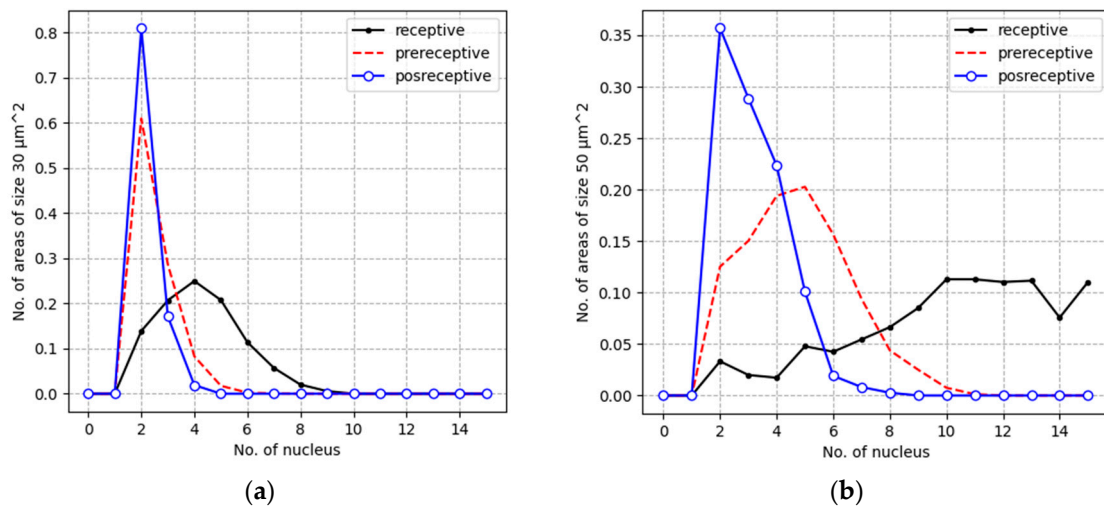 receptive
prereceptive
posreceptive
0.8
0.7
0.6
0.5
0.4
0.3
0.2
0.1
0.0
No. of areas of size 30 μm^2
0 2 4 6 8 10 12 14
No. of nucleus
(a)
receptive
prereceptive
posreceptive
0.35
0.30
0.25
0.20
0.15
0.10
0.05
0.00
No. of areas of size 50 μm^2
0 2 4 6 8 10 12 14
No. of nucleus
(b)